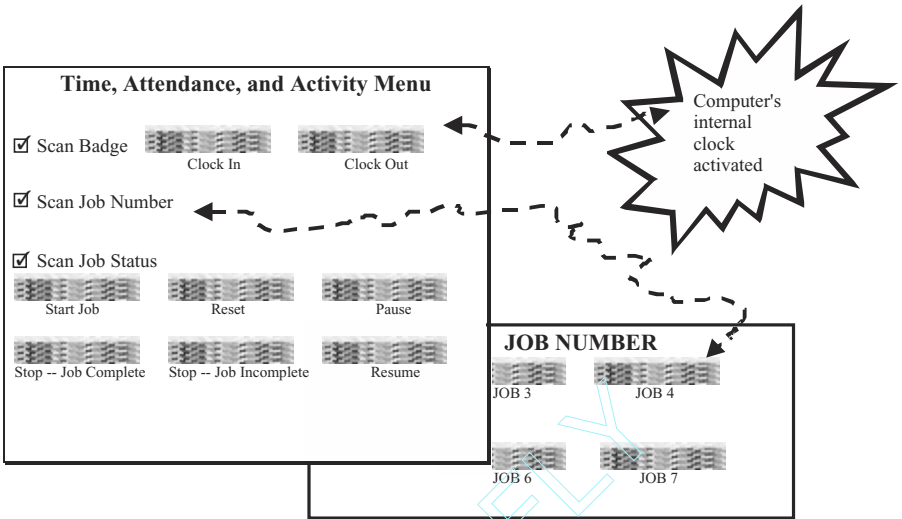 Time, Attendance, and Activity Menu
Scan Badge
Clock In
Clock Out
Computer's
internal
clock
activated
Scan Job Number
Scan Job Status
Start Job
Reset
Pause
Stop -- Job Complete
Stop -- Job Incomplete
Resume
JOB NUMBER
JOB 3
JOB 4
JOB 6
JOB 7
ELY